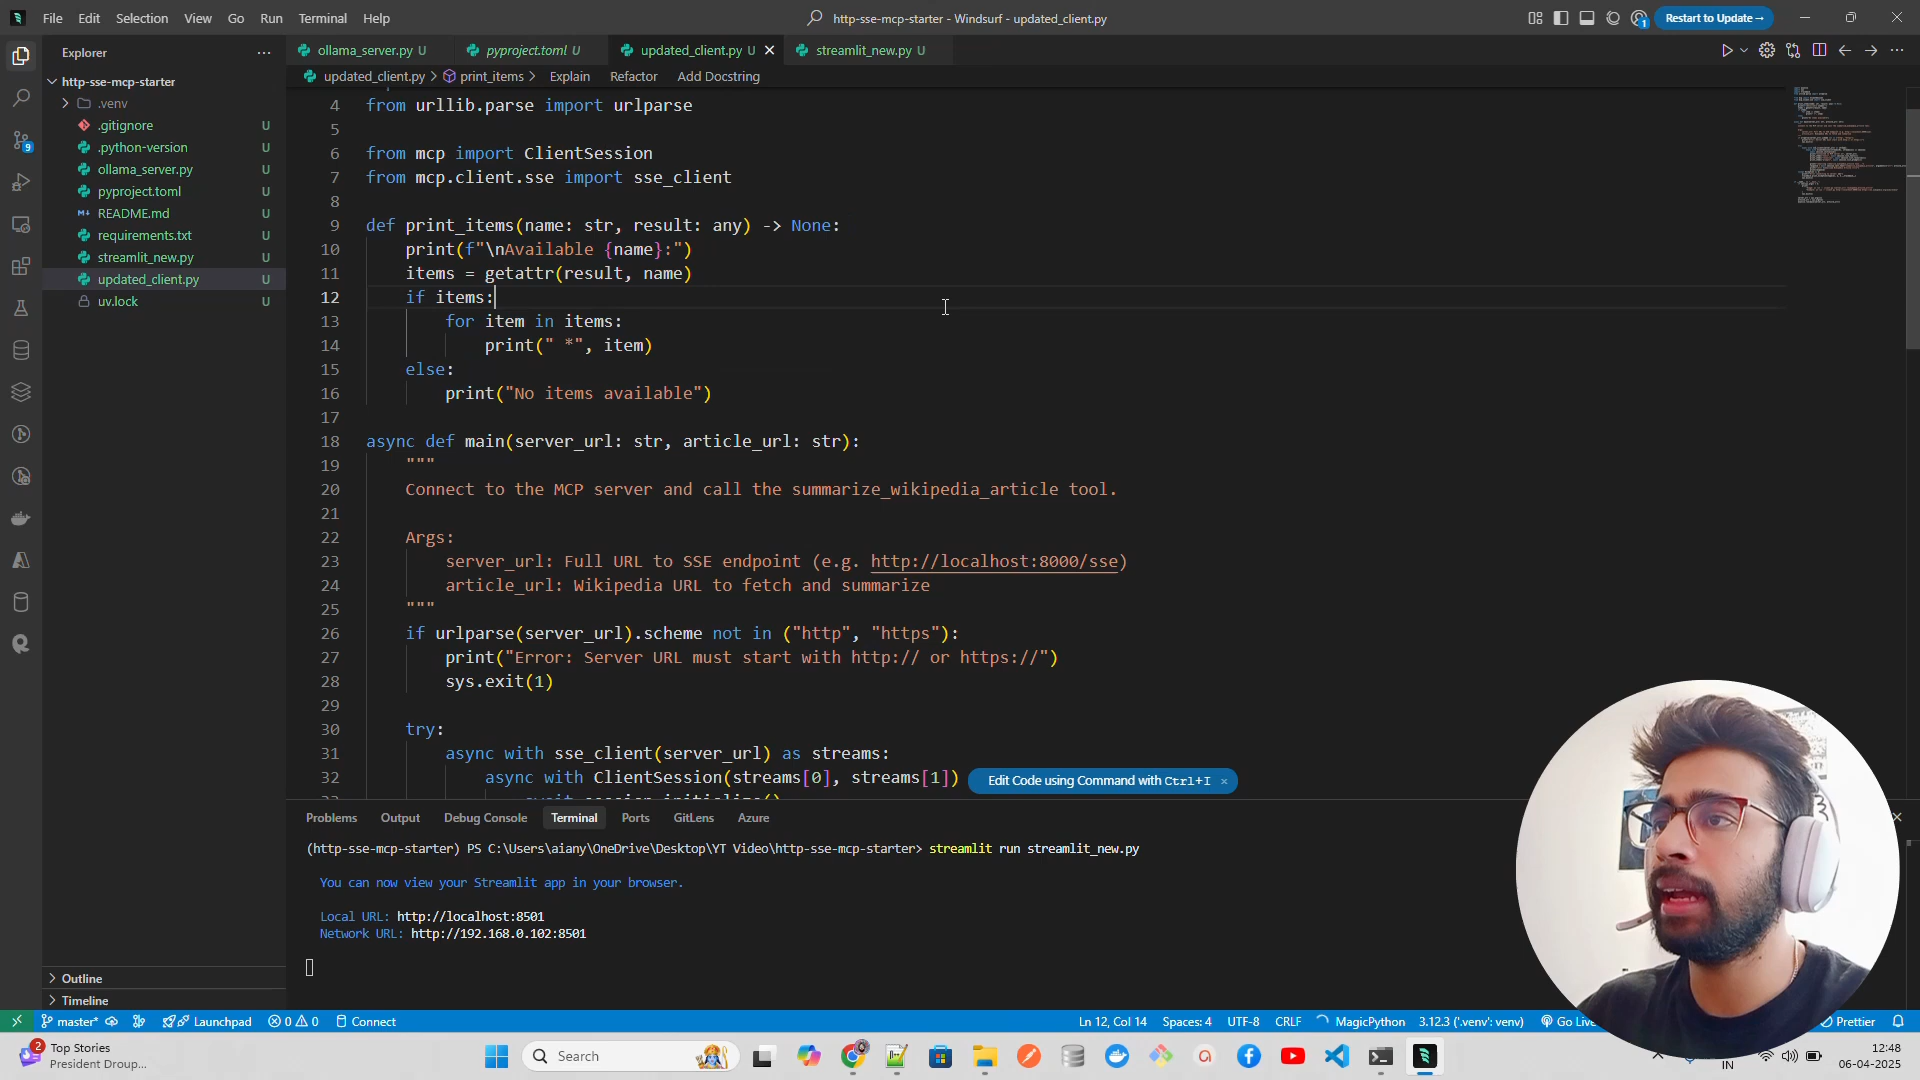 File Edit Selection View Go Run Terminal Help
http-sse-mcp-starter - Windsurf - updated_client.py
Restart to Update→
Explorer
ollama_server.py U
pyproject.toml U
updated_client.py U
streamlit_new.py U
http-sse-mcp-starter
updated_client.py > print_items > Explain Refactor Add Docstring
.venv
.gitignore U
.python-version U
ollama_server.py U
pyproject.toml U
README.md U
requirements.txt U
streamlit_new.py U
updated_client.py U
uv.lock U
9
4 from urllib.parse import urlparse
5
6 from mcp import ClientSession
7 from mcp.client.sse import sse_client
8
9 def print_items(name: str, result: any) -> None:
10 print(f"\nAvailable {name}:")
11 items = getattr(result, name)
12 if items:
13 for item in items:
14 print(" *", item)
15 else:
16 print("No items available")
17
18 async def main(server_url: str, article_url: str):
19 """
20 Connect to the MCP server and call the summarize_wikipedia_article tool.
21
22 Args:
23 server_url: Full URL to SSE endpoint (e.g. http://localhost:8000/sse)
24 article_url: Wikipedia URL to fetch and summarize
25 """
26 if urlparse(server_url).scheme not in ("http", "https"):
27 print("Error: Server URL must start with http:// or https://")
28 sys.exit(1)
29
30 try:
31 async with sse_client(server_url) as streams:
32 async with ClientSession(streams[0], streams[1])
Edit Code using Command with Ctrl+I ×
33 await session.initialize()
Problems Output Debug Console Terminal Ports GitLens Azure
(http-sse-mcp-starter) PS C:\Users\aiany\OneDrive\Desktop\YT Video\http-sse-mcp-starter> streamlit run streamlit_new.py
You can now view your Streamlit app in your browser.
Local URL: http://localhost:8501
Network URL: http://192.168.0.102:8501
Outline
Timeline
master* Launchpad 0 0 Connect
Ln 12, Col 14 Spaces: 4 UTF-8 CRLF MagicPython 3.12.3 ('.venv': venv) Go Live Prettier
2
Top Stories
President Droup...
Search
IN
12:48
06-04-2025